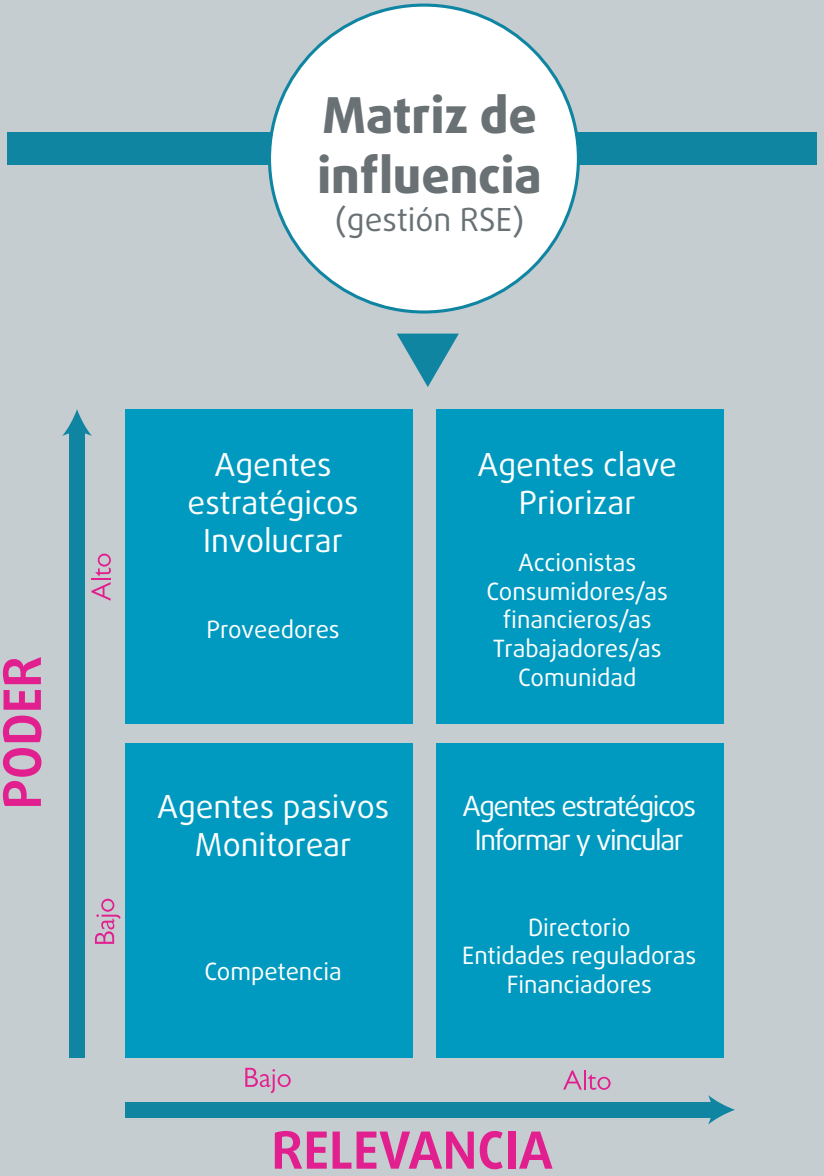 Matriz de
influencia
(gestión RSE)
Agentes
estratégicos
Involucrar
Proveedores
Agentes clave
Priorizar
Accionistas
Consumidores/as
financieros/as
Trabajadores/as
Comunidad
Alto
PODER
Agentes pasivos
Monitorear
Competencia
Agentes estratégicos
Informar y vincular
Directorio
Entidades reguladoras
Financiadores
Bajo
Bajo
Alto
RELEVANCIA